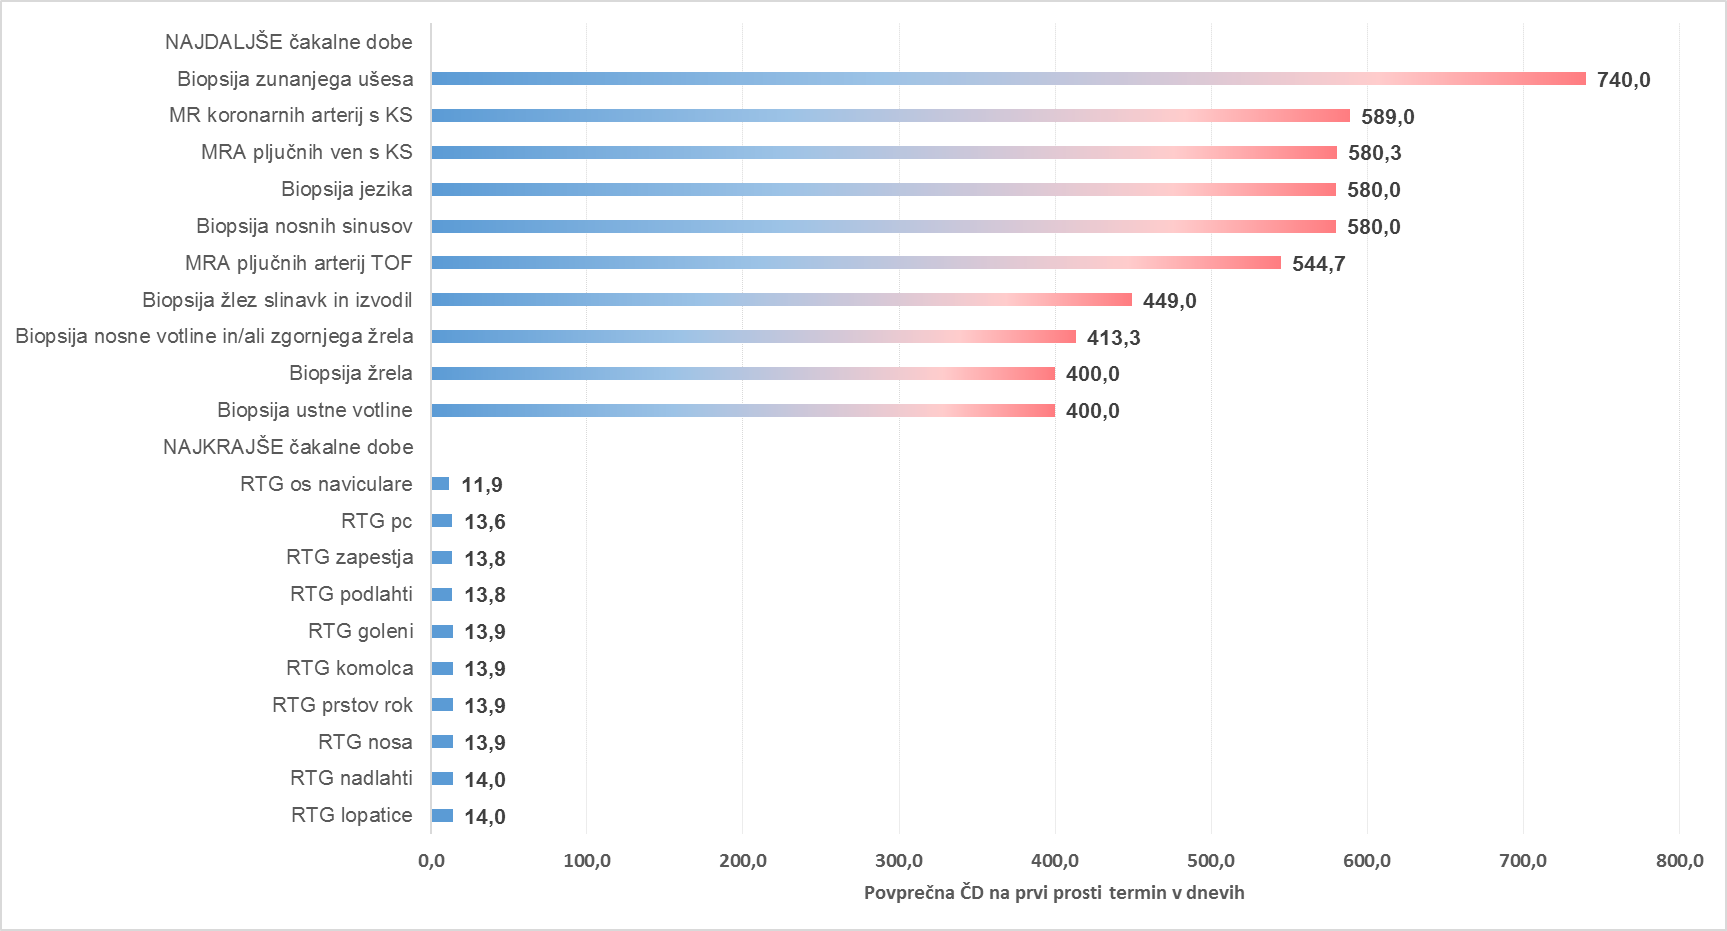 NAJDALJŠE čakalne dobe
Biopsija zunanjega ušesa 740,0
MR koronarnih arterij s KS 589,0
MRA pljučnih ven s KS 580,3
Biopsija jezika 580,0
Biopsija nosnih sinusov 580,0
MRA pljučnih arterij TOF 544,7
Biopsija žlez slinavk in izvodil 449,0
Biopsija nosne votline in/ali zgornjega žrela 413,3
Biopsija žrela 400,0
Biopsija ustne votline 400,0
NAJKRAJŠE čakalne dobe
RTG os naviculare 11,9
RTG pc 13,6
RTG zapestja 13,8
RTG podlahti 13,8
RTG goleni 13,9
RTG komolca 13,9
RTG prstov rok 13,9
RTG nosa 13,9
RTG nadlahti 14,0
RTG lopatice 14,0
0,0 100,0 200,0 300,0 400,0 500,0 600,0 700,0 800,0
Povprečna ČD na prvi prosti termin v dnevih